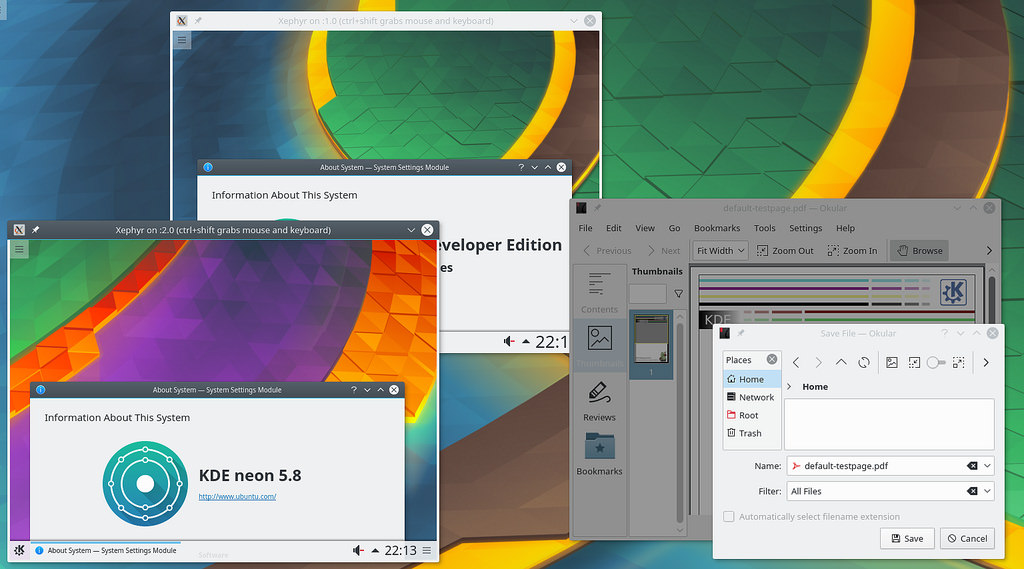 Xephyr on :1.0 (ctrl+shift grabs mouse and keyboard)
About System — System Settings Module
Information About This System
eveloper Edition
es
22:1
Xephyr on :2.0 (ctrl+shift grabs mouse and keyboard)
About System — System Settings Module
Information About This System
KDE neon 5.8
http://www.ubuntu.com/
Software
About System — System Settings Module
22:13
default-testpage.pdf — Okular
File Edit View Go Bookmarks Tools Settings Help
Previous Next Fit Width Zoom Out Zoom In Browse
Thumbnails
Contents
Thumbnails
Reviews
Bookmarks
1
KDE
Save File — Okular
Places
Home
Network
Root
Trash
Home
Name: default-testpage.pdf
Filter: All Files
Automatically select filename extension
Save Cancel